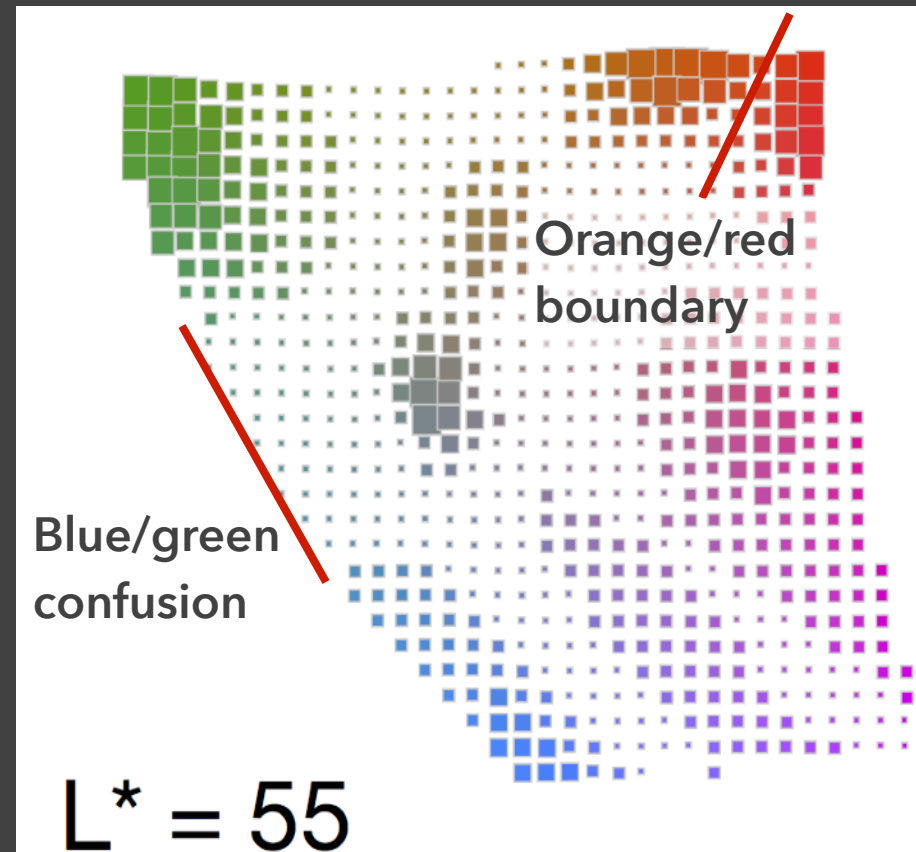 Orange/red
boundary
Blue/green
confusion
L* = 55